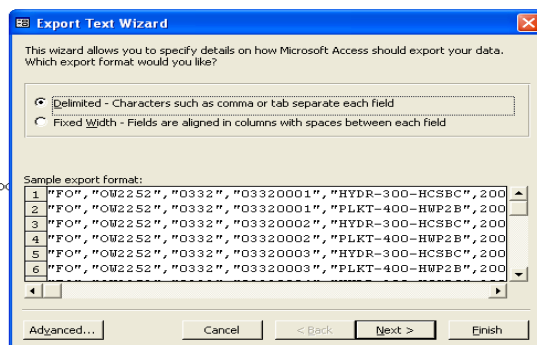 Export Text Wizard
This wizard allows you to specify details on how Microsoft Access should export your data.
Which export format would you like?
Delimited - Characters such as comma or tab separate each field
Fixed Width - Fields are aligned in columns with spaces between each field
Sample export format:
1 "FO","OW2252","0332","03320001","HYDR-300-HCSBC",200
2 "FO","OW2252","0332","03320001","PLKT-400-HWP2B",200
3 "FO","OW2252","0332","03320002","HYDR-300-HCSBC",200
4 "FO","OW2252","0332","03320002","PLKT-400-HWP2B",200
5 "FO","OW2252","0332","03320003","HYDR-300-HCSBC",200
6 "FO","OW2252","0332","03320003","PLKT-400-HWP2B",200
Advanced... Cancel < Back Next > Finish